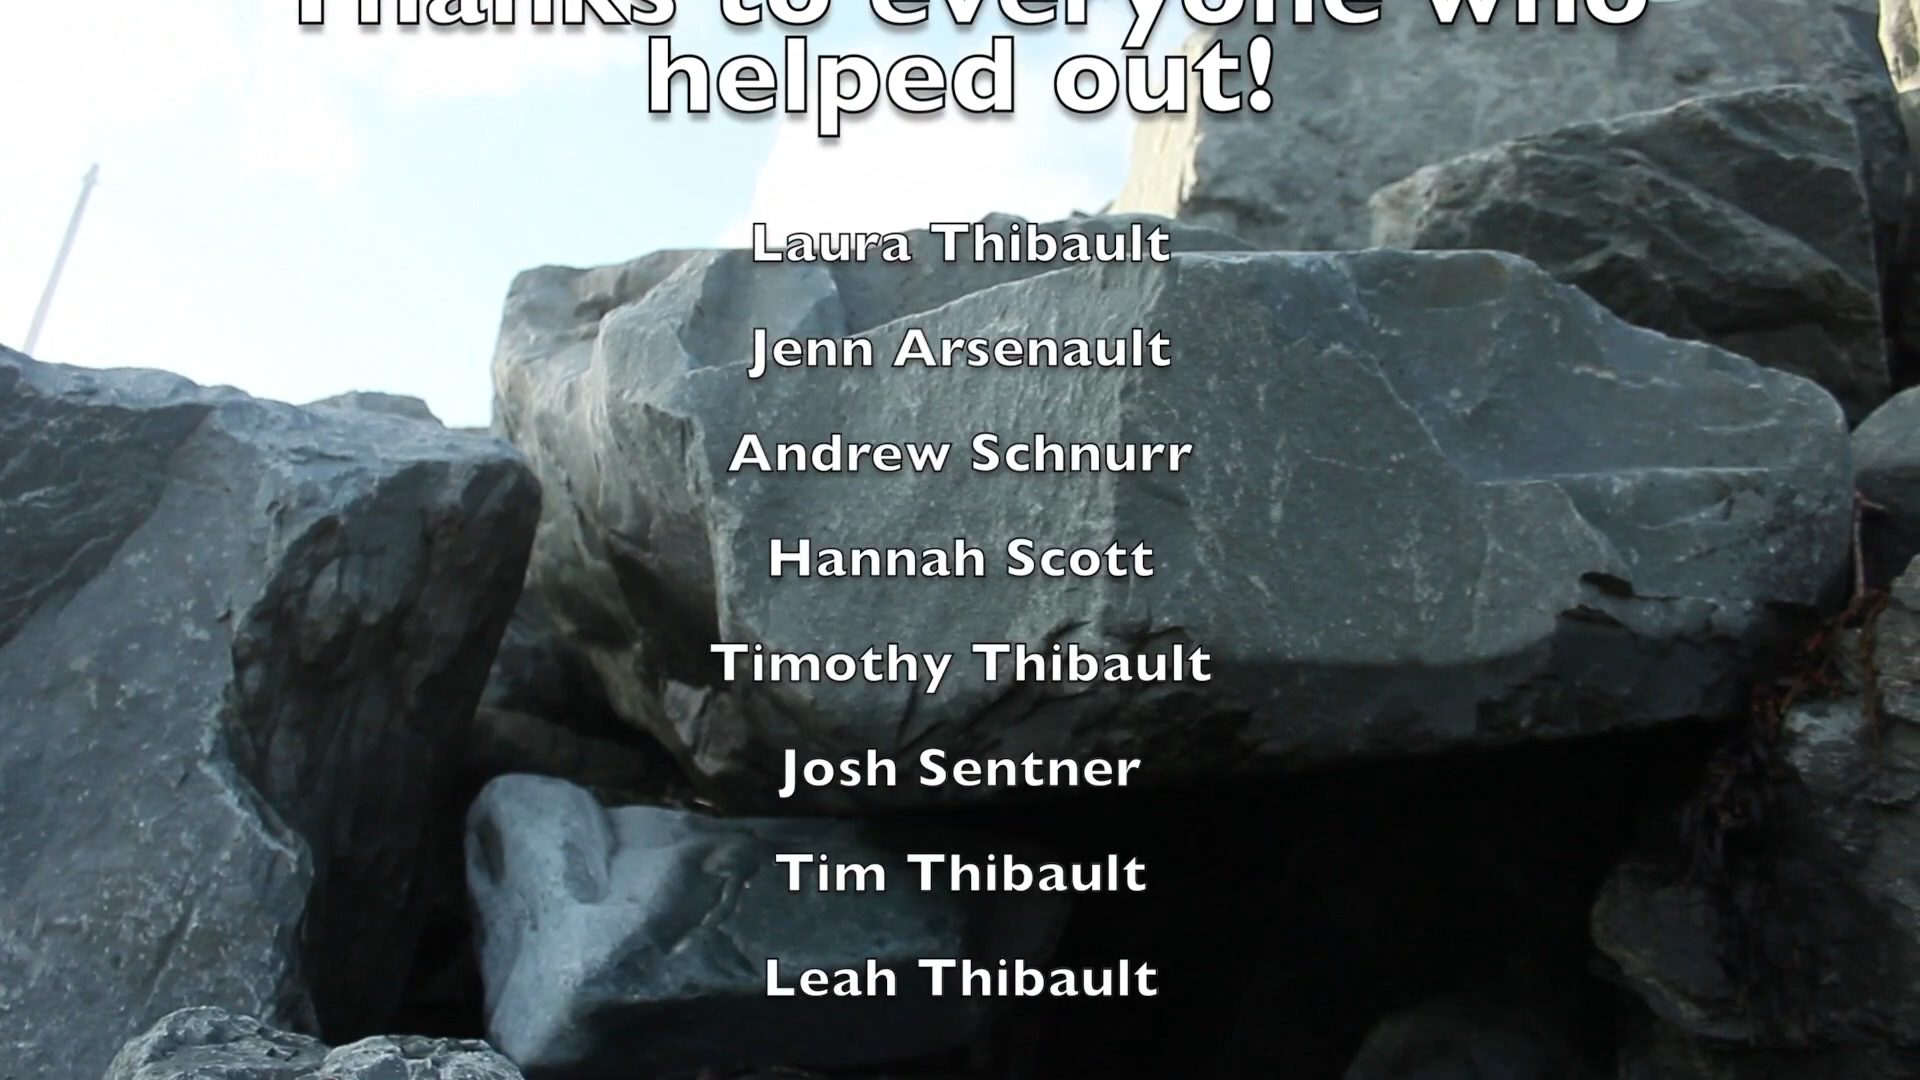 Thanks to everyone who
helped out!
Laura Thibault
Jenn Arsenault
Andrew Schnurr
Hannah Scott
Timothy Thibault
Josh Sentner
Tim Thibault
Leah Thibault